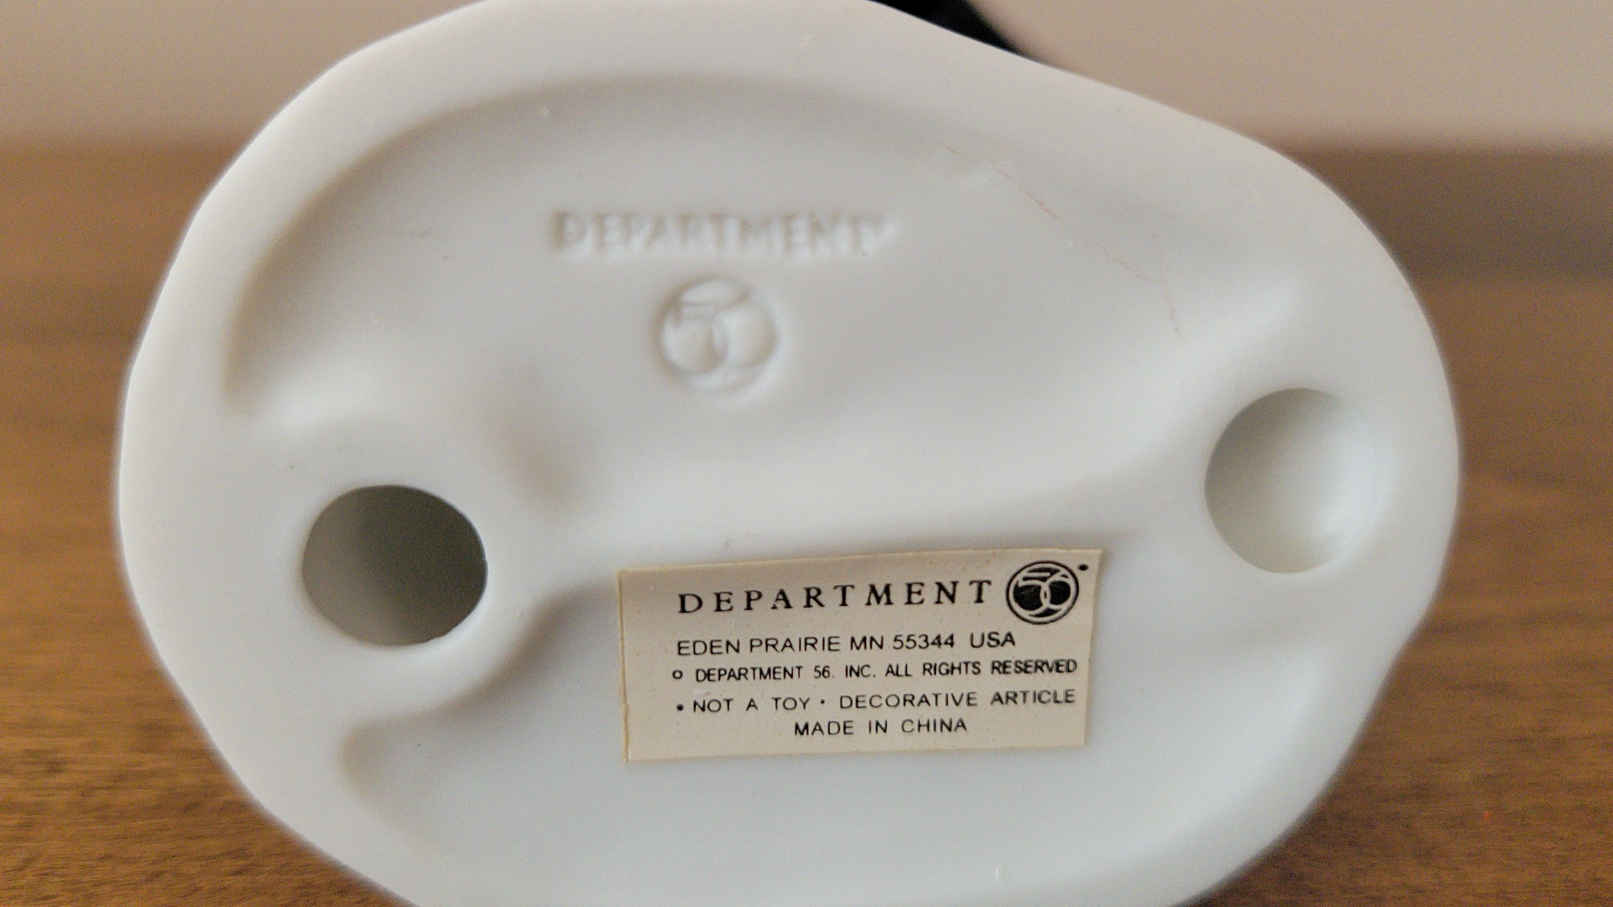 DEPARTMENT
56
DEPARTMENT 56
EDEN PRAIRIE MN 55344 USA
© DEPARTMENT 56. INC. ALL RIGHTS RESERVED
• NOT A TOY • DECORATIVE ARTICLE
MADE IN CHINA